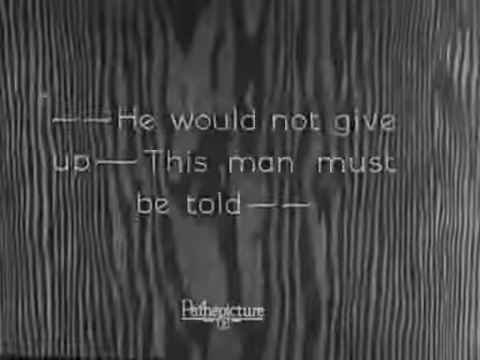 "——He would not give
up— This man must
be told——
Pathepicture